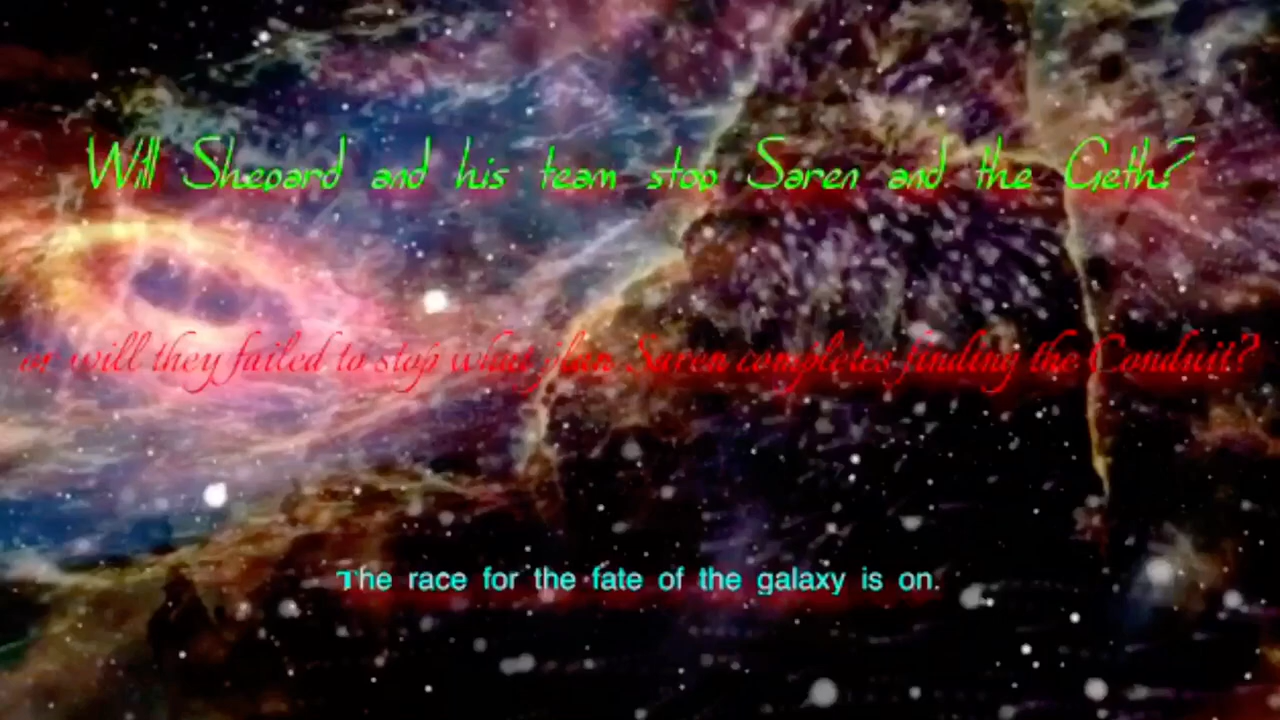 Will Shepard and his team stop Saren and the Geth?
or will they failed to stop what plan Saren completes finding the Conduit?
The race for the fate of the galaxy is on.